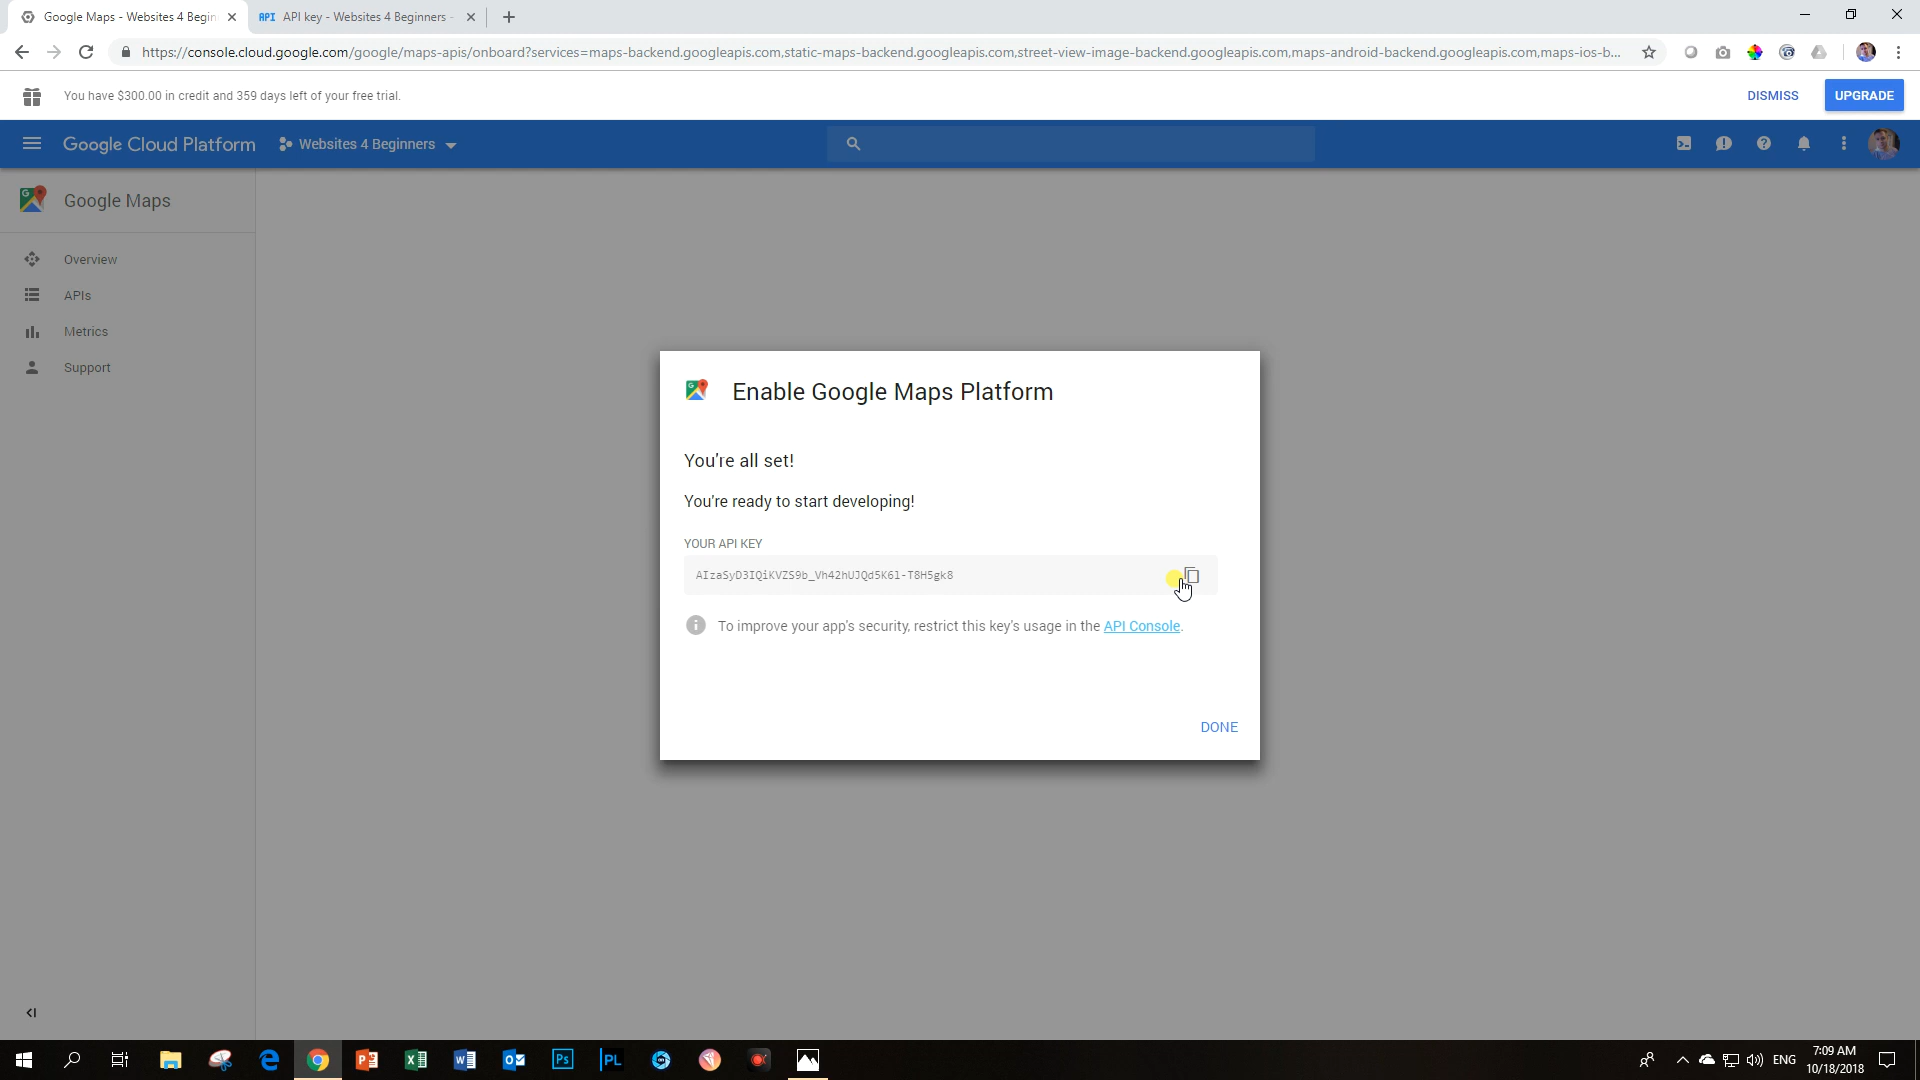 Google Maps - Websites 4 Begin
API API key - Websites 4 Beginners -
https://console.cloud.google.com/google/maps-apis/onboard?services=maps-backend.googleapis.com,static-maps-backend.googleapis.com,street-view-image-backend.googleapis.com,maps-android-backend.googleapis.com,maps-ios-b...
You have $300.00 in credit and 359 days left of your free trial.
DISMISS
UPGRADE
Google Cloud Platform
Websites 4 Beginners
Google Maps
Overview
APIs
Metrics
Support
Enable Google Maps Platform
You're all set!
You're ready to start developing!
YOUR API KEY
AIzaSyD3IQiKVZS9b_Vh42hUJQd5K6l-T8H5gk8
To improve your app's security, restrict this key's usage in the API Console.
DONE
ENG
7:09 AM
10/18/2018